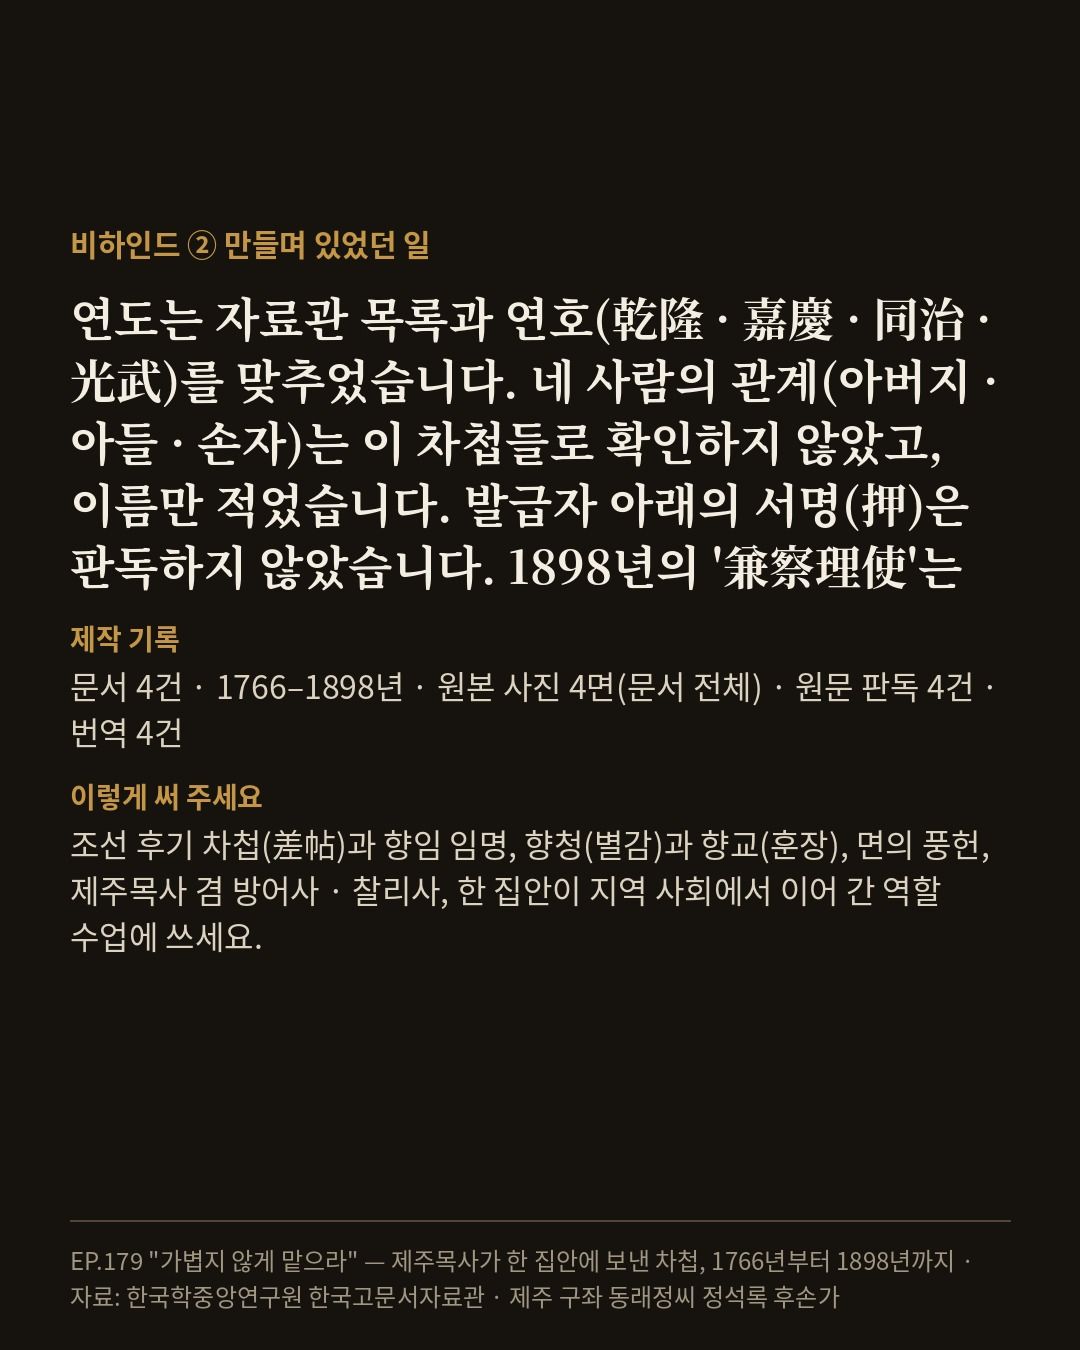 비하인드 ② 만들며 있었던 일
연도는 자료관 목록과 연호(乾隆 · 嘉慶 · 同治 ·
光武)를 맞추었습니다. 네 사람의 관계(아버지 ·
아들 · 손자)는 이 차첩들로 확인하지 않았고,
이름만 적었습니다. 발급자 아래의 서명(押)은
판독하지 않았습니다. 1898년의 '兼察理使'는
제작 기록
문서 4건 · 1766–1898년 · 원본 사진 4면(문서 전체) · 원문 판독 4건 ·
번역 4건
이렇게 써 주세요
조선 후기 차첩(差帖)과 향임 임명, 향청(별감)과 향교(훈장), 면의 풍헌,
제주목사 겸 방어사 · 찰리사, 한 집안이 지역 사회에서 이어 간 역할
수업에 쓰세요.
EP.179 "가볍지 않게 맡으라" — 제주목사가 한 집안에 보낸 차첩, 1766년부터 1898년까지 ·
자료: 한국학중앙연구원 한국고문서자료관 · 제주 구좌 동래정씨 정석록 후손가